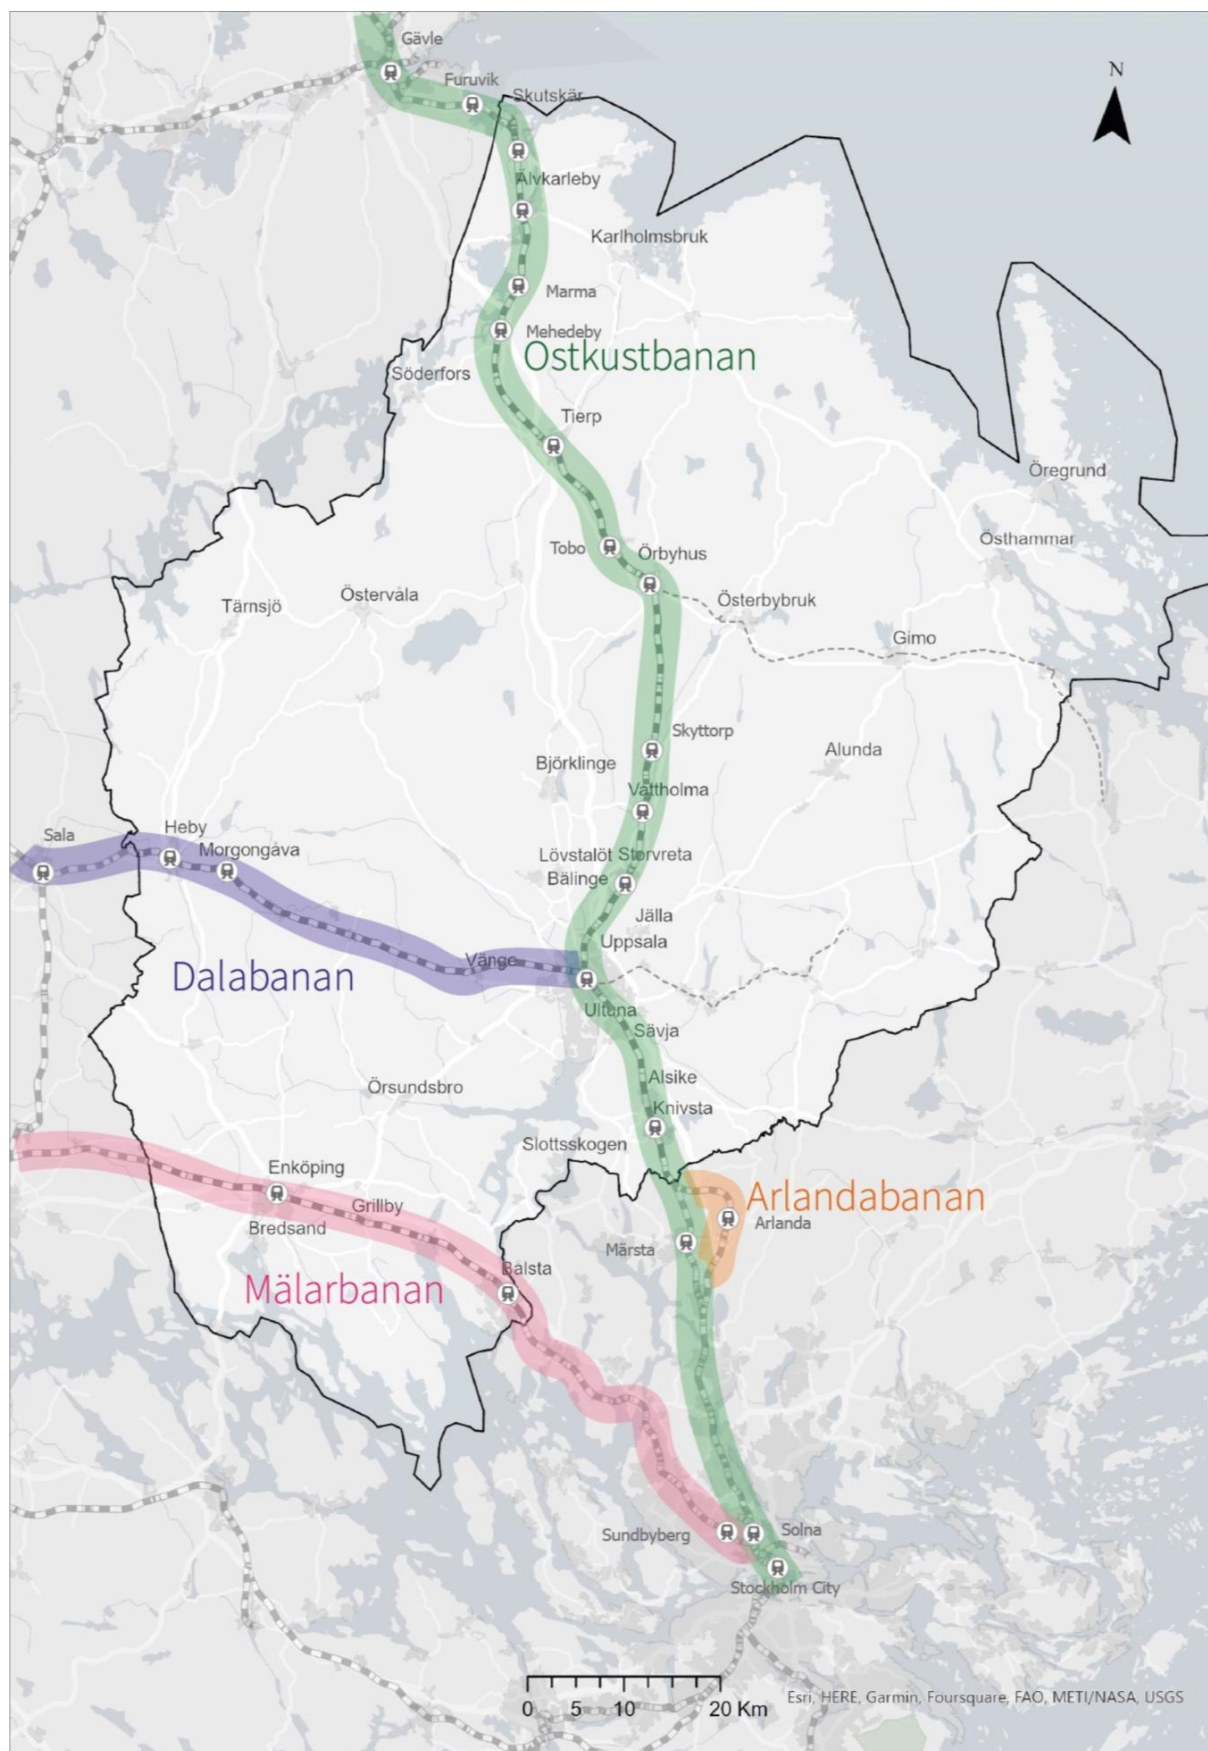 Gävle
N
Furuvik
Skutskär
Älvkarleby
Karlholmsbruk
Marma
Mehedeby
Ostkustbanan
Söderfors
Tierp
Öregrund
Östhammar
Tobo
Örbyhus
Östervåla
Österbybruk
Tärnsjö
Gimo
Skyttorp
Björklinge
Alunda
Vattholma
Heby
Sala
Morgongåva
Lövstalöt Storvreta
Bälinge
Jälla
Uppsala
Vänge
Dalabanan
Ultuna
Sävja
Alsike
Örsundsbro
Knivsta
Slottsskogen
Enköping
Arlandabanan
Grillby
Bredsand
Arlanda
Märsta
Bålsta
Mälarbanan
Solna
Sundbyberg
Stockholm City
0 5 10 20 Km
Esri, HERE, Garmin, Foursquare, FAO, METI/NASA, USGS